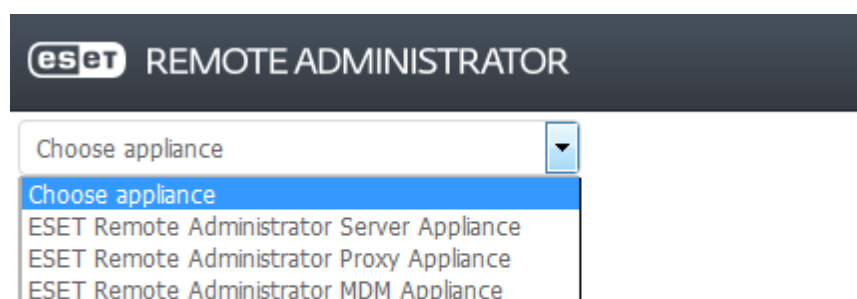 eset REMOTE ADMINISTRATOR
Choose appliance
Choose appliance
ESET Remote Administrator Server Appliance
ESET Remote Administrator Proxy Appliance
ESET Remote Administrator MDM Appliance